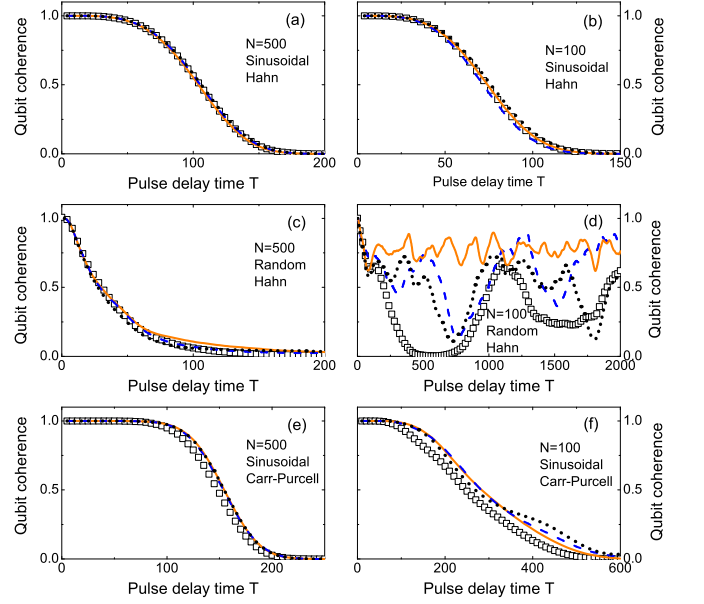 (a)
N=500
Sinusoidal
Hahn
Qubit coherence
1.0
0.5
0.0
0 100 200
Pulse delay time T
(b)
N=100
Sinusoidal
Hahn
Qubit coherence
1.0
0.5
0.0
0 50 100 150
Pulse delay time T
(c)
N=500
Random
Hahn
Qubit coherence
1.0
0.5
0.0
0 100 200
Pulse delay time T
(d)
N=100
Random
Hahn
Qubit coherence
1.0
0.5
0.0
0 500 1000 1500 2000
Pulse delay time T
(e)
N=500
Sinusoidal
Carr-Purcell
Qubit coherence
1.0
0.5
0.0
0 100 200
Pulse delay time T
(f)
N=100
Sinusoidal
Carr-Purcell
Qubit coherence
1.0
0.5
0.0
0 200 400 600
Pulse delay time T